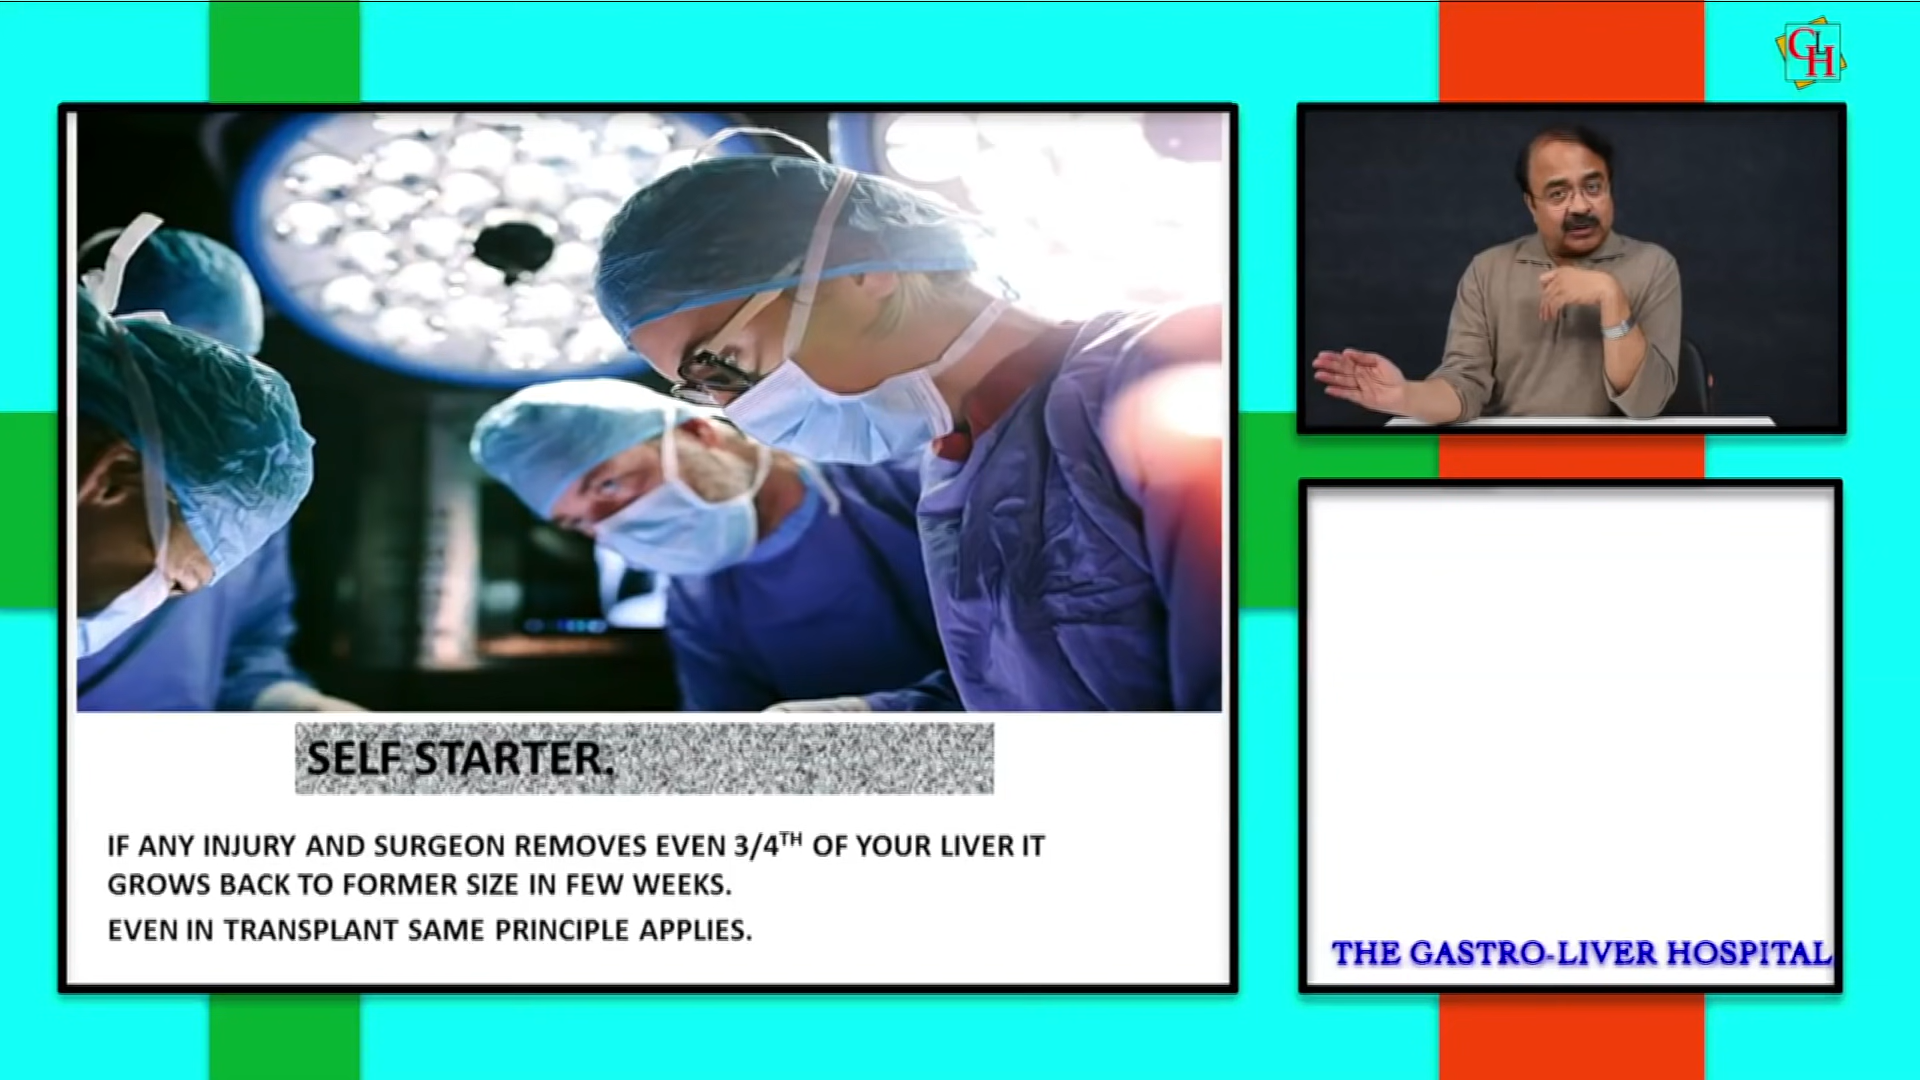 GLH
SELF STARTER.
IF ANY INJURY AND SURGEON REMOVES EVEN 3/4TH OF YOUR LIVER IT
GROWS BACK TO FORMER SIZE IN FEW WEEKS.
EVEN IN TRANSPLANT SAME PRINCIPLE APPLIES.
THE GASTRO-LIVER HOSPITAL